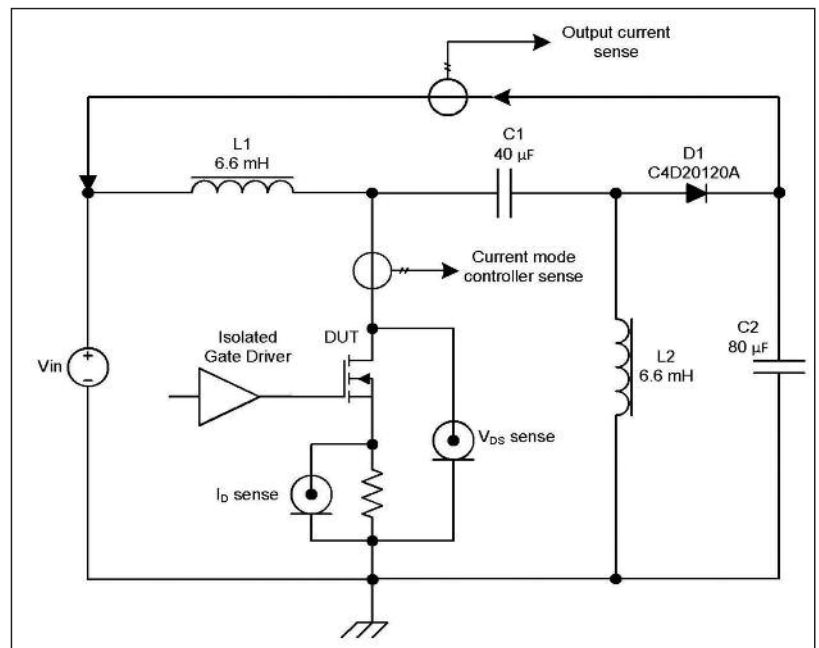 Output current
sense
L1
6.6 mH
C1
40 µF
D1
C4D20120A
Current mode
controller sense
Isolated
Gate Driver
DUT
Vin
+
−
C2
80 µF
L2
6.6 mH
VDS sense
ID sense